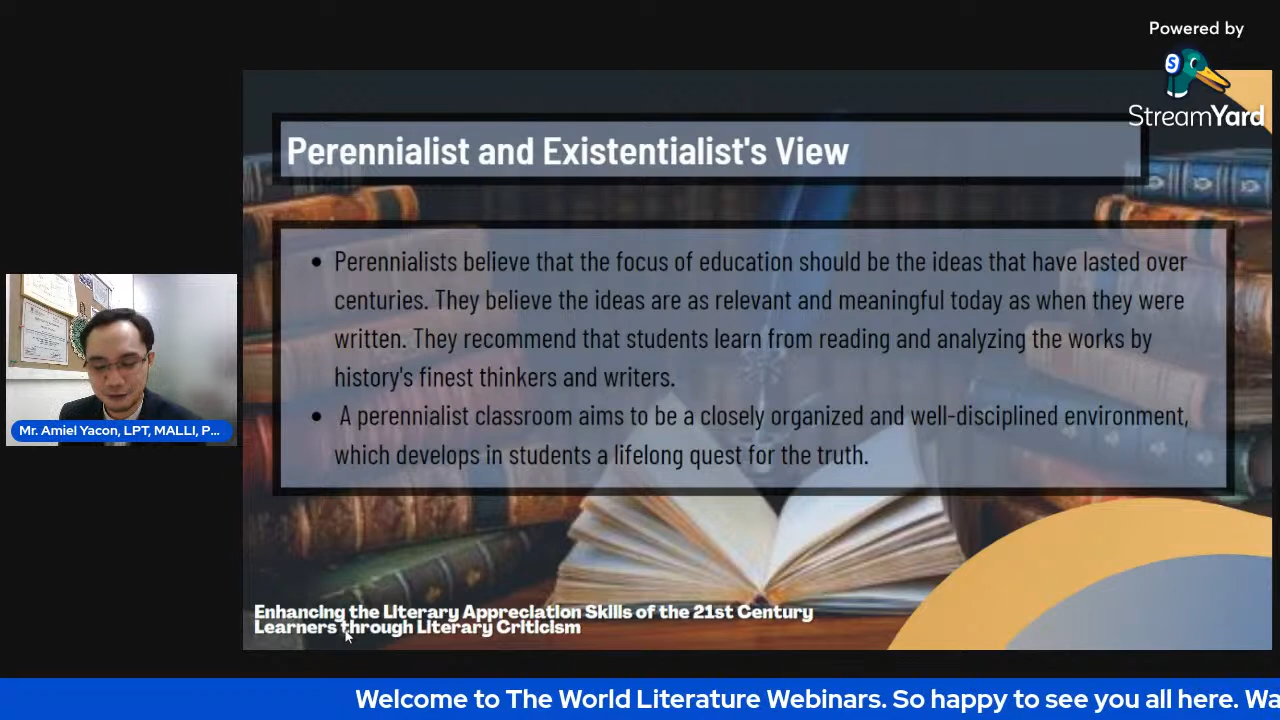 Powered by
StreamYard
Perennialist and Existentialist's View
• Perennialists believe that the focus of education should be the ideas that have lasted over
centuries. They believe the ideas are as relevant and meaningful today as when they were
written. They recommend that students learn from reading and analyzing the works by
history's finest thinkers and writers.
• A perennialist classroom aims to be a closely organized and well-disciplined environment,
which develops in students a lifelong quest for the truth.
Mr. Amiel Yacon, LPT, MALLI, P...
Enhancing the Literary Appreciation Skills of the 21st Century
Learners through Literary Criticism
Welcome to The World Literature Webinars. So happy to see you all here. Wa